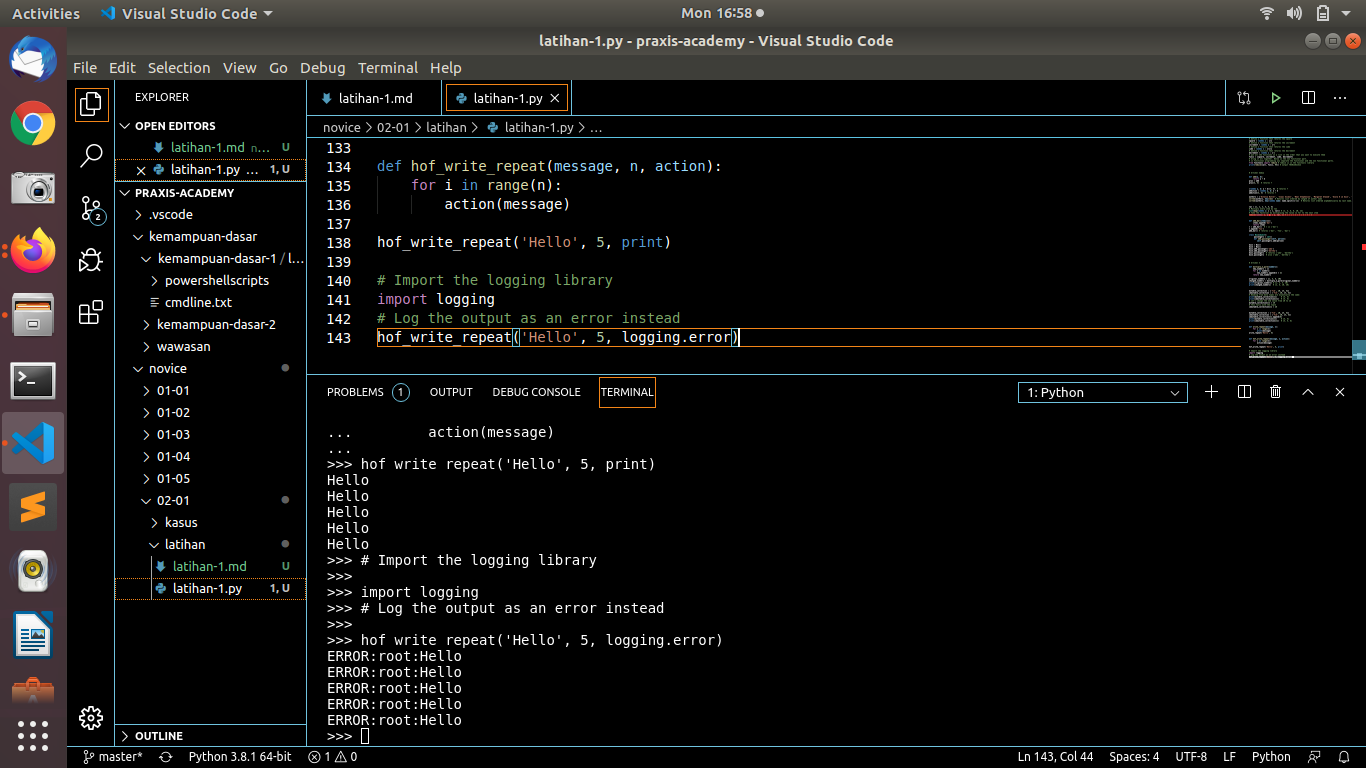 Activities
Visual Studio Code
Mon 16:58
latihan-1.py - praxis-academy - Visual Studio Code
File Edit Selection View Go Debug Terminal Help
EXPLORER
OPEN EDITORS
latihan-1.md n... U
latihan-1.py ... 1, U
PRAXIS-ACADEMY
.vscode
kemampuan-dasar
kemampuan-dasar-1 / l...
powershellscripts
cmdline.txt
kemampuan-dasar-2
wawasan
novice
01-01
01-02
01-03
01-04
01-05
02-01
kasus
latihan
latihan-1.md U
latihan-1.py 1, U
OUTLINE
2
latihan-1.md
latihan-1.py
novice > 02-01 > latihan > latihan-1.py > ...
133
134 def hof_write_repeat(message, n, action):
135 for i in range(n):
136 action(message)
137
138 hof_write_repeat('Hello', 5, print)
139
140 # Import the logging library
141 import logging
142 # Log the output as an error instead
143 hof_write_repeat('Hello', 5, logging.error)
PROBLEMS 1 OUTPUT DEBUG CONSOLE TERMINAL
1: Python
... action(message)
...
>>> hof write repeat('Hello', 5, print)
Hello
Hello
Hello
Hello
Hello
>>> # Import the logging library
>>>
>>> import logging
>>> # Log the output as an error instead
>>>
>>> hof write repeat('Hello', 5, logging.error)
ERROR:root:Hello
ERROR:root:Hello
ERROR:root:Hello
ERROR:root:Hello
ERROR:root:Hello
>>>
master* Python 3.8.1 64-bit 1 0
Ln 143, Col 44 Spaces: 4 UTF-8 LF Python